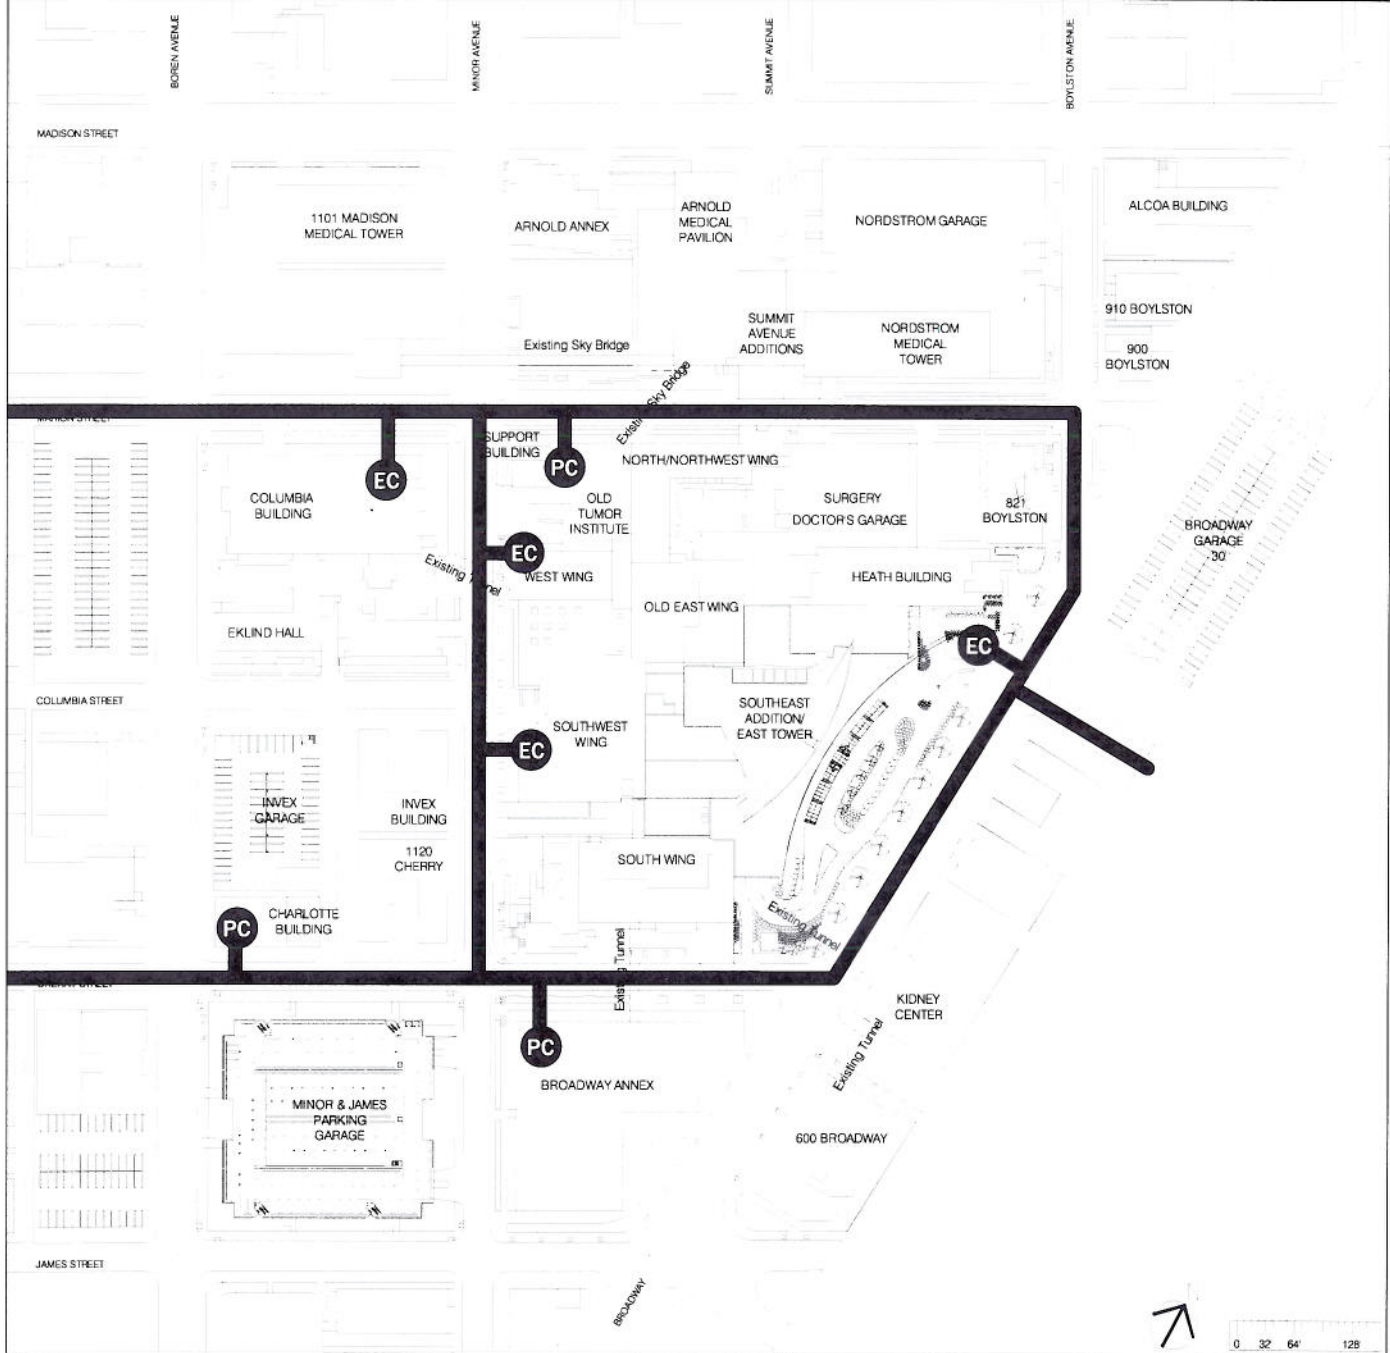 BOREN AVENUE
MINOR AVENUE
SUMMIT AVENUE
BOYLSTON AVENUE
MADISON STREET
1101 MADISON
MEDICAL TOWER
ARNOLD ANNEX
ARNOLD
MEDICAL
PAVILION
NORDSTROM GARAGE
ALCOA BUILDING
910 BOYLSTON
900
BOYLSTON
SUMMIT
AVENUE
ADDITIONS
NORDSTROM
MEDICAL
TOWER
Existing Sky Bridge
Existing Sky Bridge
MARION STREET
SUPPORT
BUILDING
PC
EC
NORTH/NORTHWEST WING
COLUMBIA
BUILDING
OLD
TUMOR
INSTITUTE
SURGERY
DOCTOR'S GARAGE
821
BOYLSTON
BROADWAY
GARAGE
-30'
EC
Existing Tunnel
WEST WING
HEATH BUILDING
OLD EAST WING
EKLIND HALL
EC
COLUMBIA STREET
SOUTHWEST
WING
EC
SOUTHEAST
ADDITION/
EAST TOWER
INVEX
GARAGE
INVEX
BUILDING
1120
CHERRY
SOUTH WING
PC
CHARLOTTE
BUILDING
Existing Tunnel
Existing Tunnel
CHERRY STREET
KIDNEY
CENTER
PC
Existing Tunnel
BROADWAY ANNEX
MINOR & JAMES
PARKING
GARAGE
600 BROADWAY
JAMES STREET
BROADWAY
0 32' 64' 128'